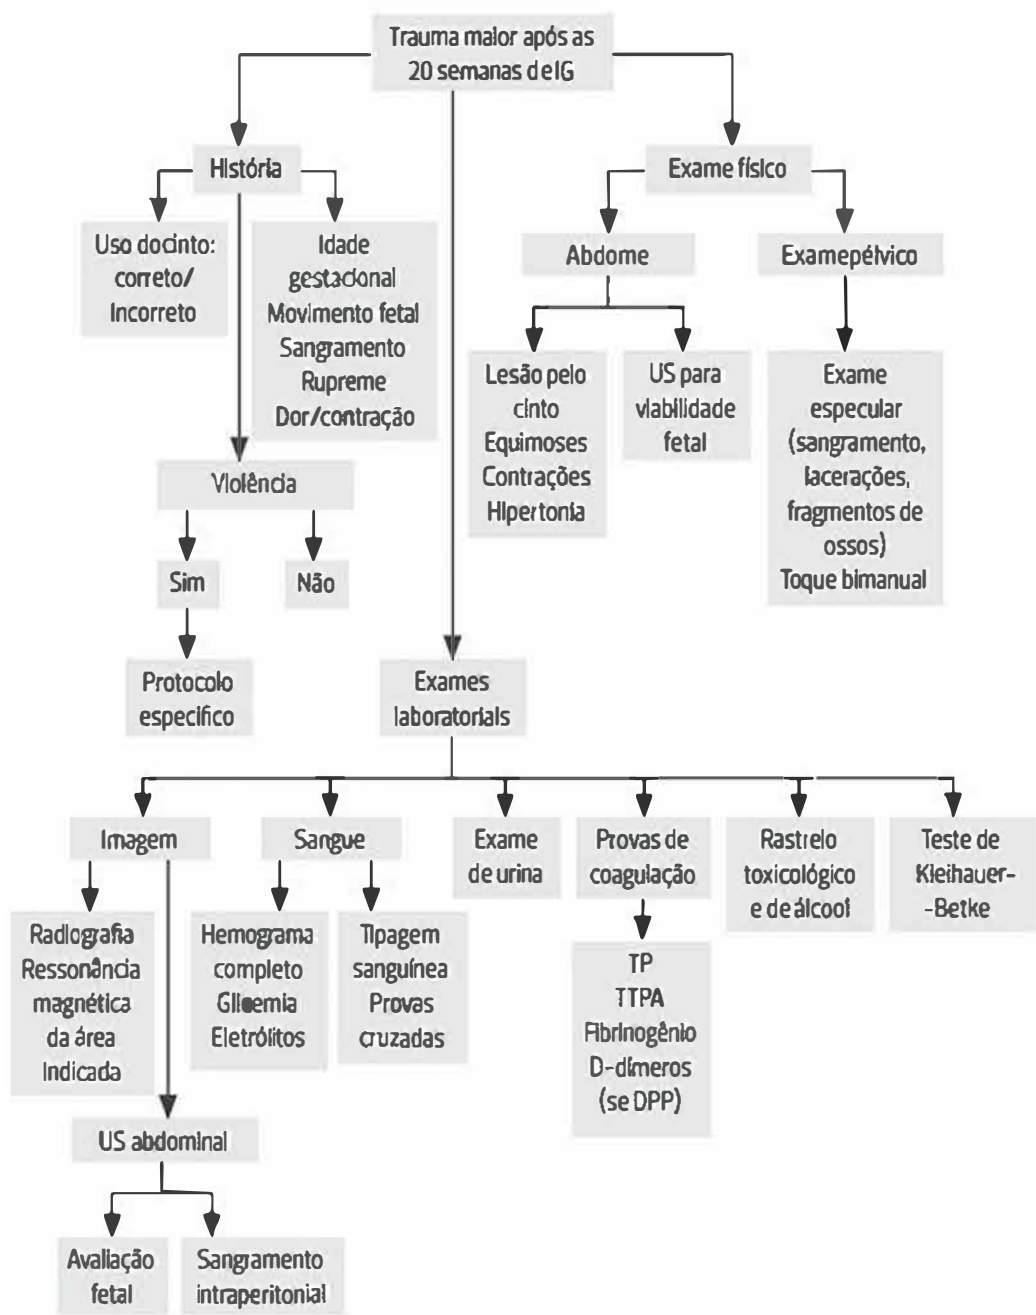 Trauma maior após as
20 semanas de IG
História
Exame físico
Uso do cinto:
correto/
Incorreto
Idade
gestacional
Movimento fetal
Sangramento
Rupreme
Dor/contração
Abdome
Exame pélvico
Lesão pelo
cinto
Equimoses
Contrações
Hipertonia
US para
viabilidade
fetal
Exame
especular
(sangramento,
lacerações,
fragmentos de
ossos)
Toque bimanual
Violência
Sim
Não
Protocolo
especifico
Exames
laboratoriais
Imagem
Sangue
Exame
de urina
Provas de
coagulação
Rastreio
toxicológico
e de álcool
Teste de
Kleihauer-
-Betke
Radiografia
Ressonância
magnética
da área
Indicada
Hemograma
completo
Glicemia
Eletrólitos
Tipagem
sanguínea
Provas
cruzadas
TP
TTPA
Fibrinogênio
D-dímeros
(se DPP)
US abdominal
Avaliação
fetal
Sangramento
intraperitonial